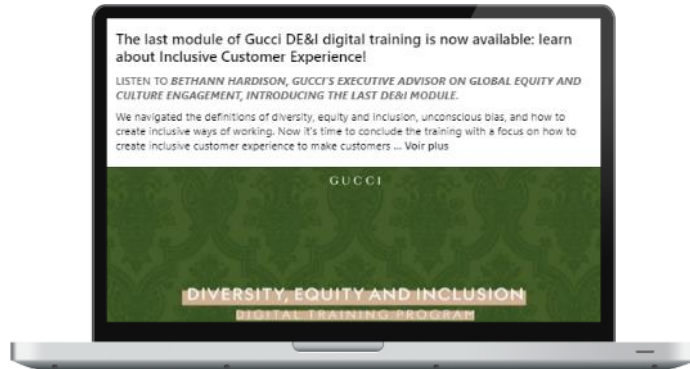 The last module of Gucci DE&I digital training is now available: learn
about Inclusive Customer Experience!
LISTEN TO BETHANN HARDISON, GUCCI'S EXECUTIVE ADVISOR ON GLOBAL EQUITY AND
CULTURE ENGAGEMENT, INTRODUCING THE LAST DE&I MODULE.
We navigated the definitions of diversity, equity and inclusion, unconscious bias, and how to
create inclusive ways of working. Now it's time to conclude the training with a focus on how to
create inclusive customer experience to make customers ... Voir plus
GUCCI
DIVERSITY, EQUITY AND INCLUSION
DIGITAL TRAINING PROGRAM